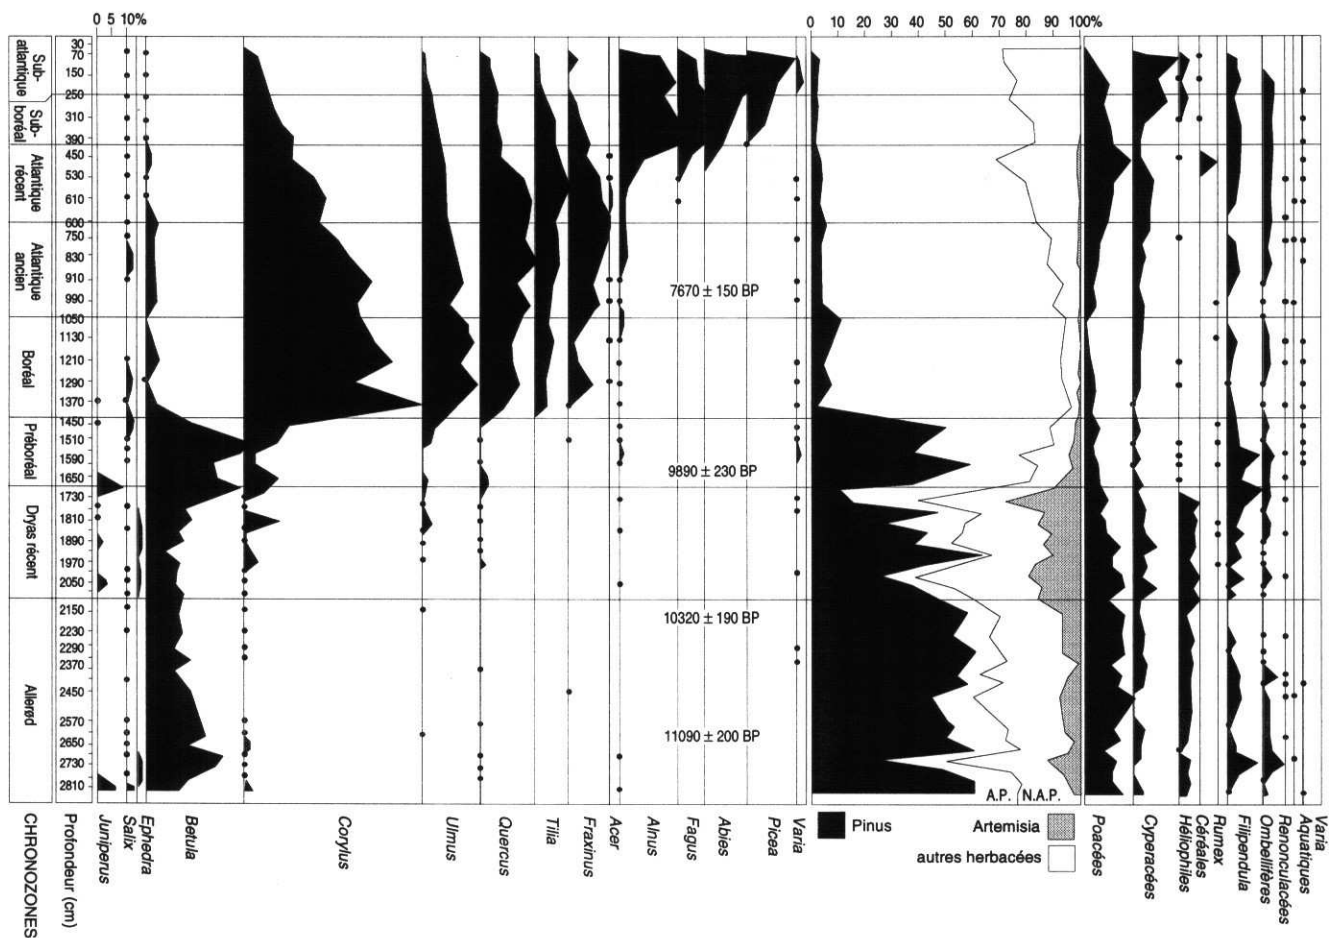 0 5 10%
0 10 20 30 40 50 60 70 80 90 100%
Sub-
atlantique
Sub-
boréal
Atlantique
récent
Atlantique
ancien
Boréal
Préboréal
Dryas récent
Allerød
CHRONOZONES
30
70
150
250
310
390
450
530
610
600
750
830
910
990
1050
1130
1210
1290
1370
1450
1510
1590
1650
1730
1810
1890
1970
2050
2150
2230
2290
2370
2450
2570
2650
2730
2810
Profondeur (cm)
7670 ± 150 BP
9890 ± 230 BP
10320 ± 190 BP
11090 ± 200 BP
A.P. N.A.P.
Juniperus
Salix
Ephedra
Betula
Corylus
Ulmus
Quercus
Tilia
Fraxinus
Acer
Alnus
Fagus
Abies
Picea
Varia
Pinus
Artemisia
autres herbacées
Poacées
Cyperacées
Héliophiles
Céréales
Rumex
Filipendula
Ombellifères
Renonculacées
Aquatiques
Varia